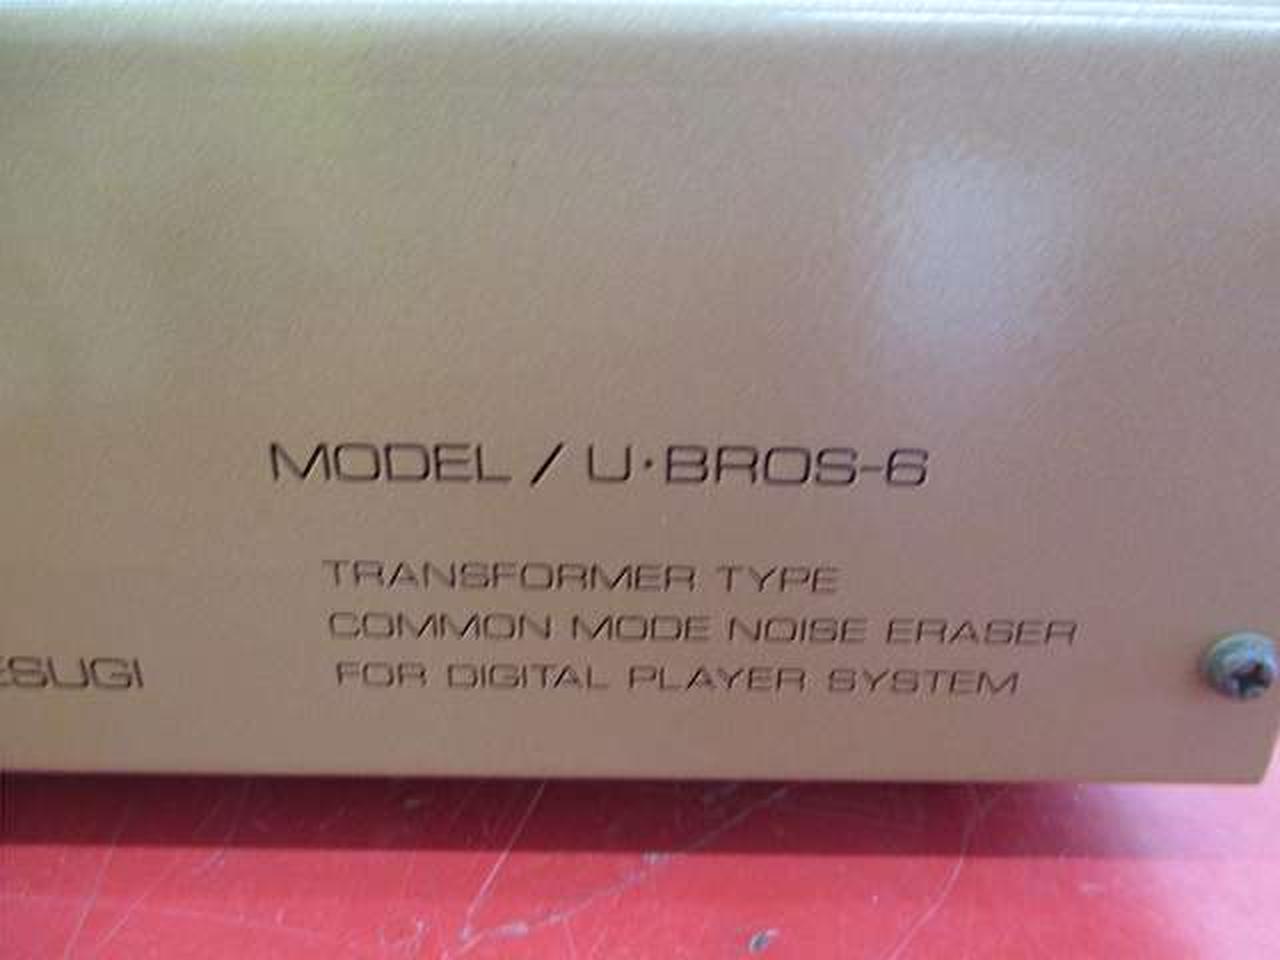 MODEL / U·BROS-6
TRANSFORMER TYPE
COMMON MODE NOISE ERASER
FOR DIGITAL PLAYER SYSTEM
ESUGI